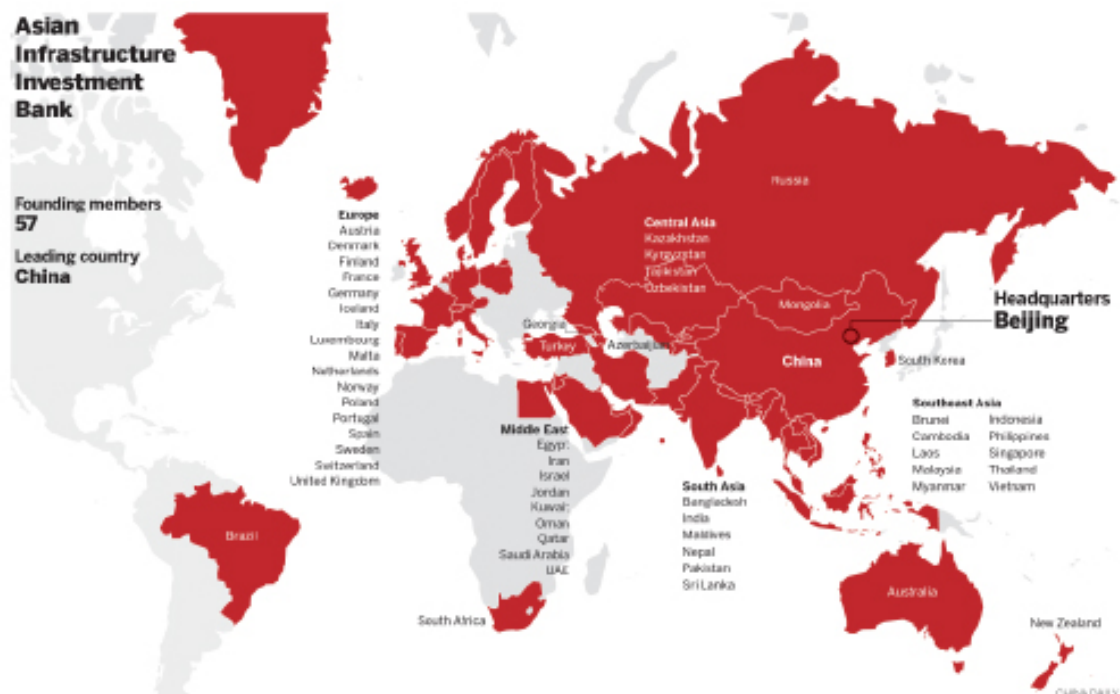 Asian
Infrastructure
Investment
Bank
Founding members
57
Leading country
China
Europe
Austria
Denmark
Finland
France
Germany
Iceland
Italy
Luxembourg
Malta
Netherlands
Norway
Poland
Portugal
Spain
Sweden
Switzerland
United Kingdom
Russia
Central Asia
Kazakhstan
Kyrgyzstan
Tajikistan
Uzbekistan
Mongolia
Headquarters
Beijing
Georgia
Turkey
Azerbaijan
China
South Korea
Southeast Asia
Brunei
Cambodia
Laos
Malaysia
Myanmar
Indonesia
Philippines
Singapore
Thailand
Vietnam
Middle East
Egypt
Iran
Israel
Jordan
Kuwait
Oman
Qatar
Saudi Arabia
UAE
South Asia
Bangladesh
India
Maldives
Nepal
Pakistan
Sri Lanka
Brazil
South Africa
Australia
New Zealand
CHINA DAILY